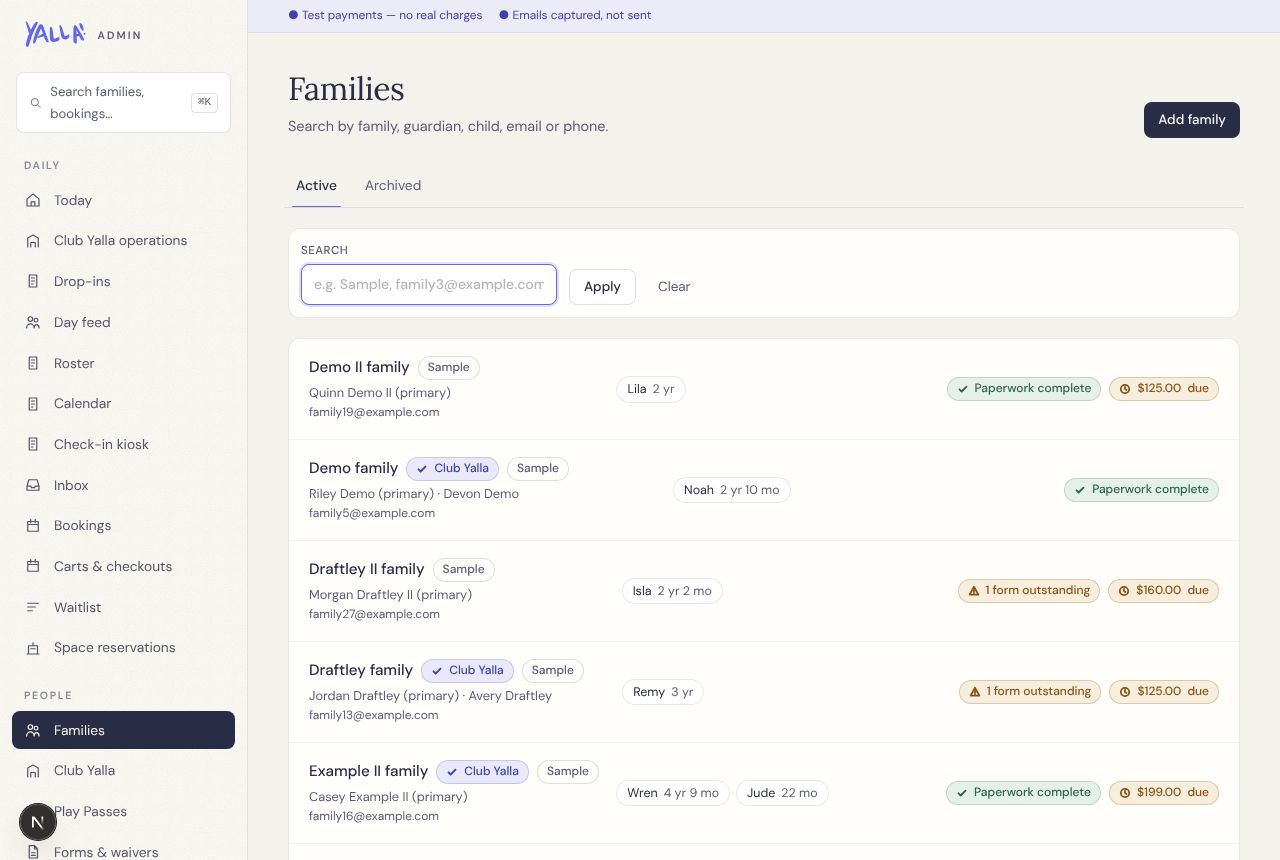 YALLA ADMIN
Search families, bookings… ⌘K
DAILY
Today
Club Yalla operations
Drop-ins
Day feed
Roster
Calendar
Check-in kiosk
Inbox
Bookings
Carts & checkouts
Waitlist
Space reservations
PEOPLE
Families
Club Yalla
Play Passes
Forms & waivers
N
Test payments — no real charges Emails captured, not sent
Families
Search by family, guardian, child, email or phone.
Add family
Active Archived
SEARCH
e.g. Sample, family3@example.com Apply Clear
Demo II family Sample
Quinn Demo II (primary)
family19@example.com
Lila 2 yr
Paperwork complete $125.00 due
Demo family Club Yalla Sample
Riley Demo (primary) · Devon Demo
family5@example.com
Noah 2 yr 10 mo
Paperwork complete
Draftley II family Sample
Morgan Draftley II (primary)
family27@example.com
Isla 2 yr 2 mo
1 form outstanding $160.00 due
Draftley family Club Yalla Sample
Jordan Draftley (primary) · Avery Draftley
family13@example.com
Remy 3 yr
1 form outstanding $125.00 due
Example II family Club Yalla Sample
Casey Example II (primary)
family16@example.com
Wren 4 yr 9 mo Jude 22 mo
Paperwork complete $199.00 due